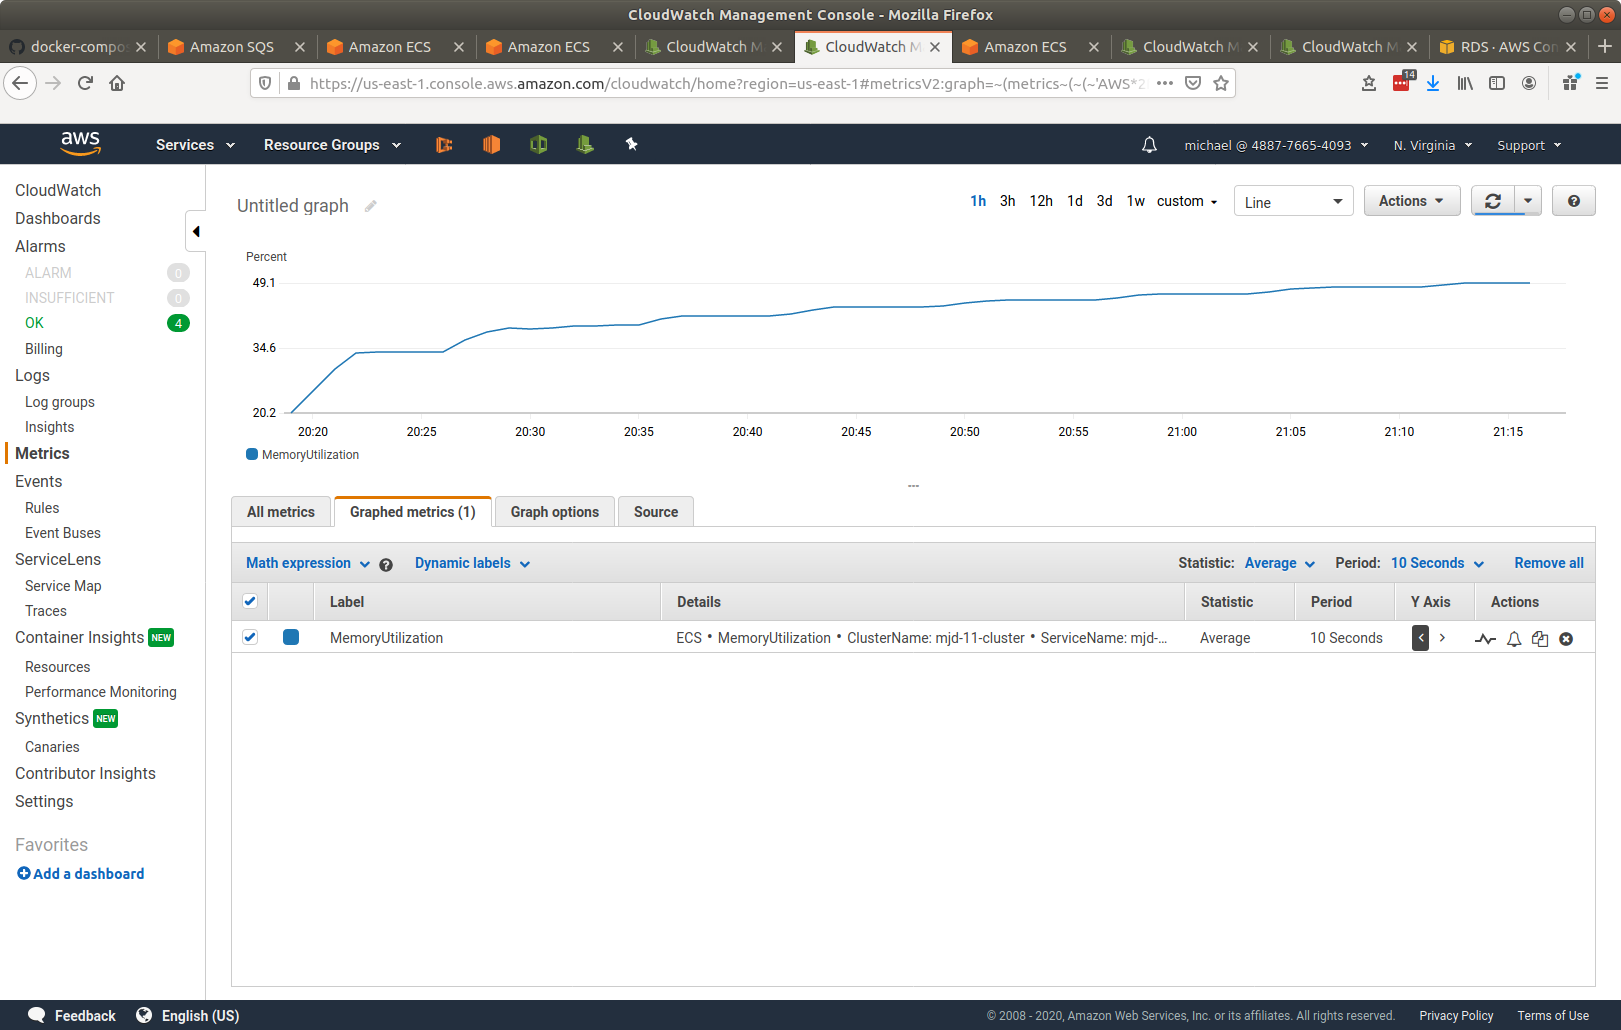 CloudWatch Management Console - Mozilla Firefox
docker-compo
Amazon SQS
Amazon ECS
Amazon ECS
CloudWatch M
CloudWatch M
Amazon ECS
CloudWatch M
CloudWatch M
RDS · AWS Con
https://us-east-1.console.aws.amazon.com/cloudwatch/home?region=us-east-1#metricsV2:graph=~(metrics~(~(~'AWS*2
14
aws
Services
Resource Groups
michael @ 4887-7665-4093
N. Virginia
Support
CloudWatch
Dashboards
Alarms
ALARM 0
INSUFFICIENT 0
OK 4
Billing
Logs
Log groups
Insights
Metrics
Events
Rules
Event Buses
ServiceLens
Service Map
Traces
Container Insights NEW
Resources
Performance Monitoring
Synthetics NEW
Canaries
Contributor Insights
Settings
Favorites
Add a dashboard
Untitled graph
1h 3h 12h 1d 3d 1w custom
Line
Actions
Percent
49.1
34.6
20.2
20:20 20:25 20:30 20:35 20:40 20:45 20:50 20:55 21:00 21:05 21:10 21:15
MemoryUtilization
All metrics
Graphed metrics (1)
Graph options
Source
Math expression
Dynamic labels
Statistic: Average
Period: 10 Seconds
Remove all
Label Details Statistic Period Y Axis Actions
MemoryUtilization ECS • MemoryUtilization • ClusterName: mjd-11-cluster • ServiceName: mjd-... Average 10 Seconds
Feedback
English (US)
© 2008 - 2020, Amazon Web Services, Inc. or its affiliates. All rights reserved.
Privacy Policy
Terms of Use